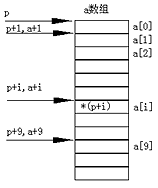 a数组
p
a[0]
p+1,a+1
a[1]
a[2]
p+i,a+i
*(p+i)
a[i]
p+9,a+9
a[9]